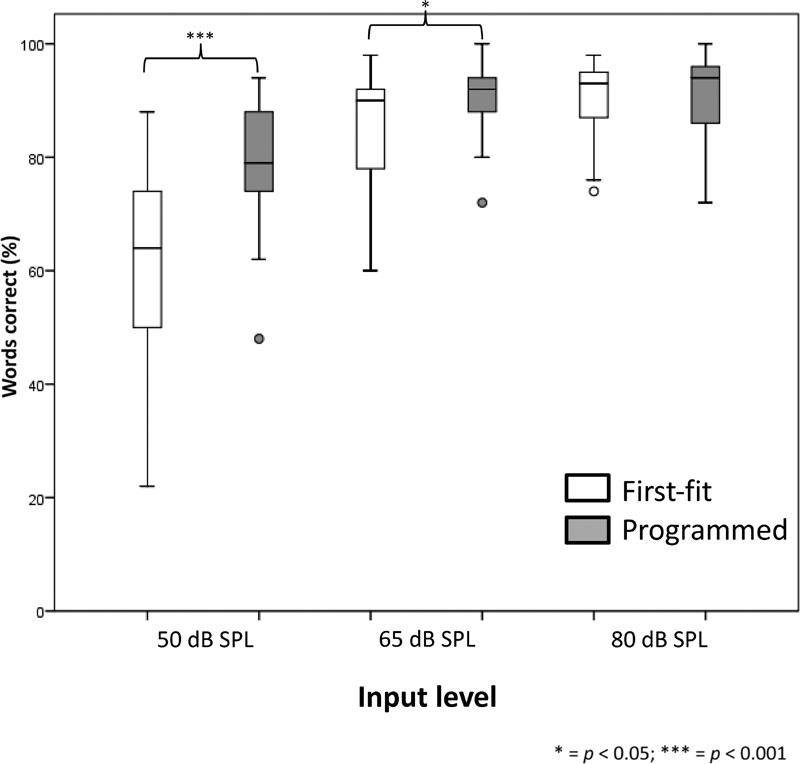 ***
*
100
80
60
40
20
0
Words correct (%)
First-fit
Programmed
50 dB SPL
65 dB SPL
80 dB SPL
Input level
* = p < 0.05; *** = p < 0.001